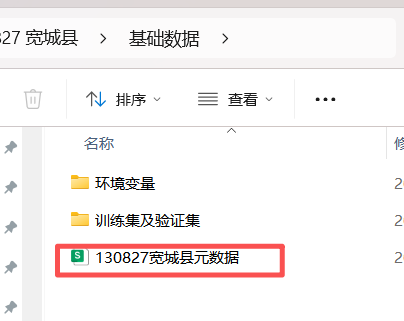 827 宽城县 基础数据
排序 查看
名称
环境变量
训练集及验证集
130827宽城县元数据